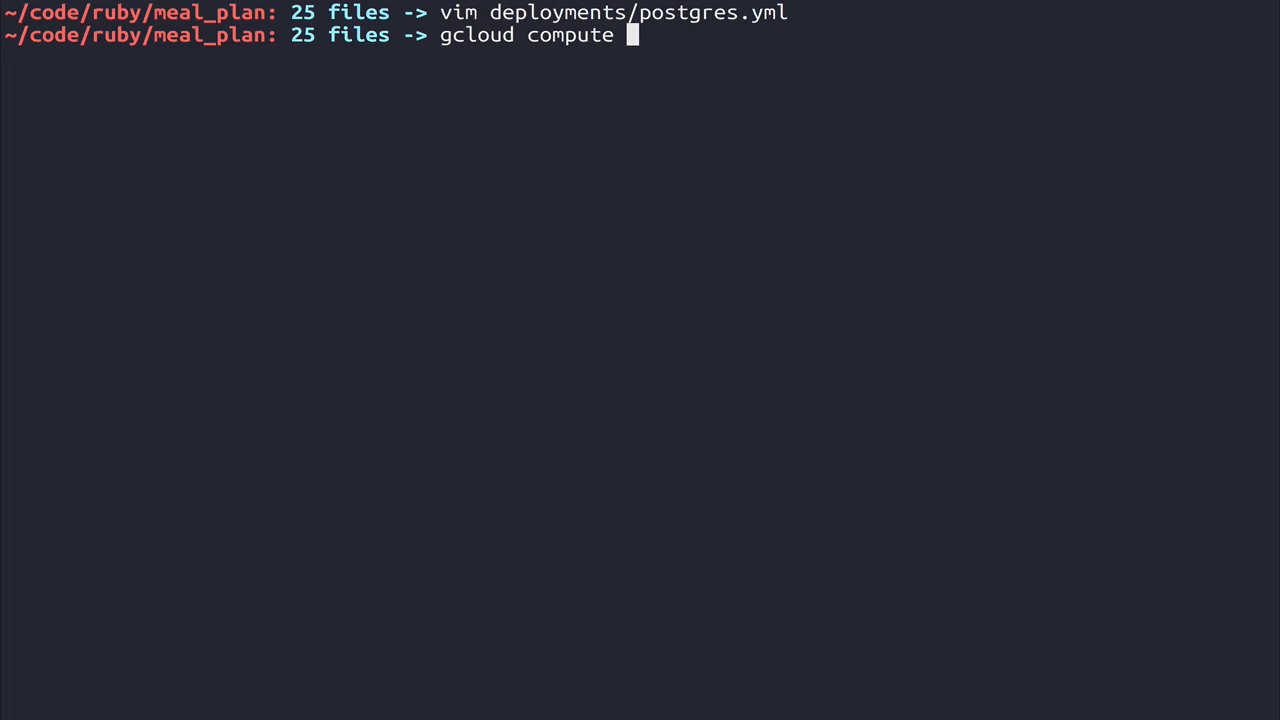 ~/code/ruby/meal_plan: 25 files -> vim deployments/postgres.yml
~/code/ruby/meal_plan: 25 files -> gcloud compute